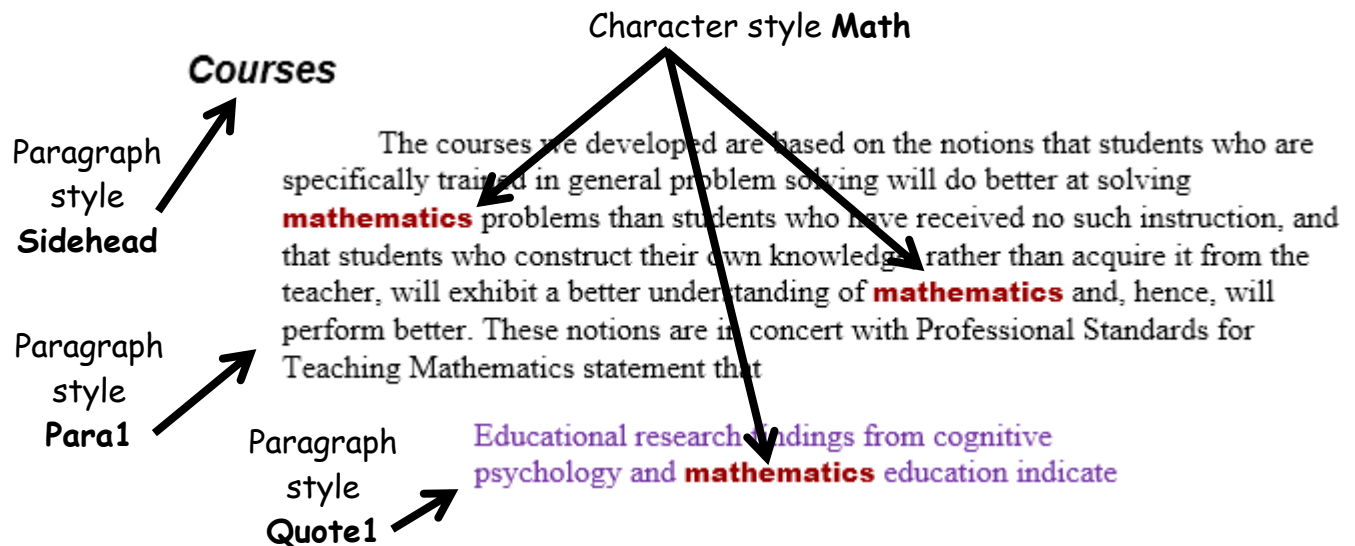 Character style Math
Courses
Paragraph
style
Sidehead
The courses we developed are based on the notions that students who are
specifically trained in general problem solving will do better at solving
mathematics problems than students who have received no such instruction, and
that students who construct their own knowledge, rather than acquire it from the
teacher, will exhibit a better understanding of mathematics and, hence, will
perform better. These notions are in concert with Professional Standards for
Teaching Mathematics statement that
Paragraph
style
Para1
Educational research findings from cognitive
psychology and mathematics education indicate
Paragraph
style
Quote1